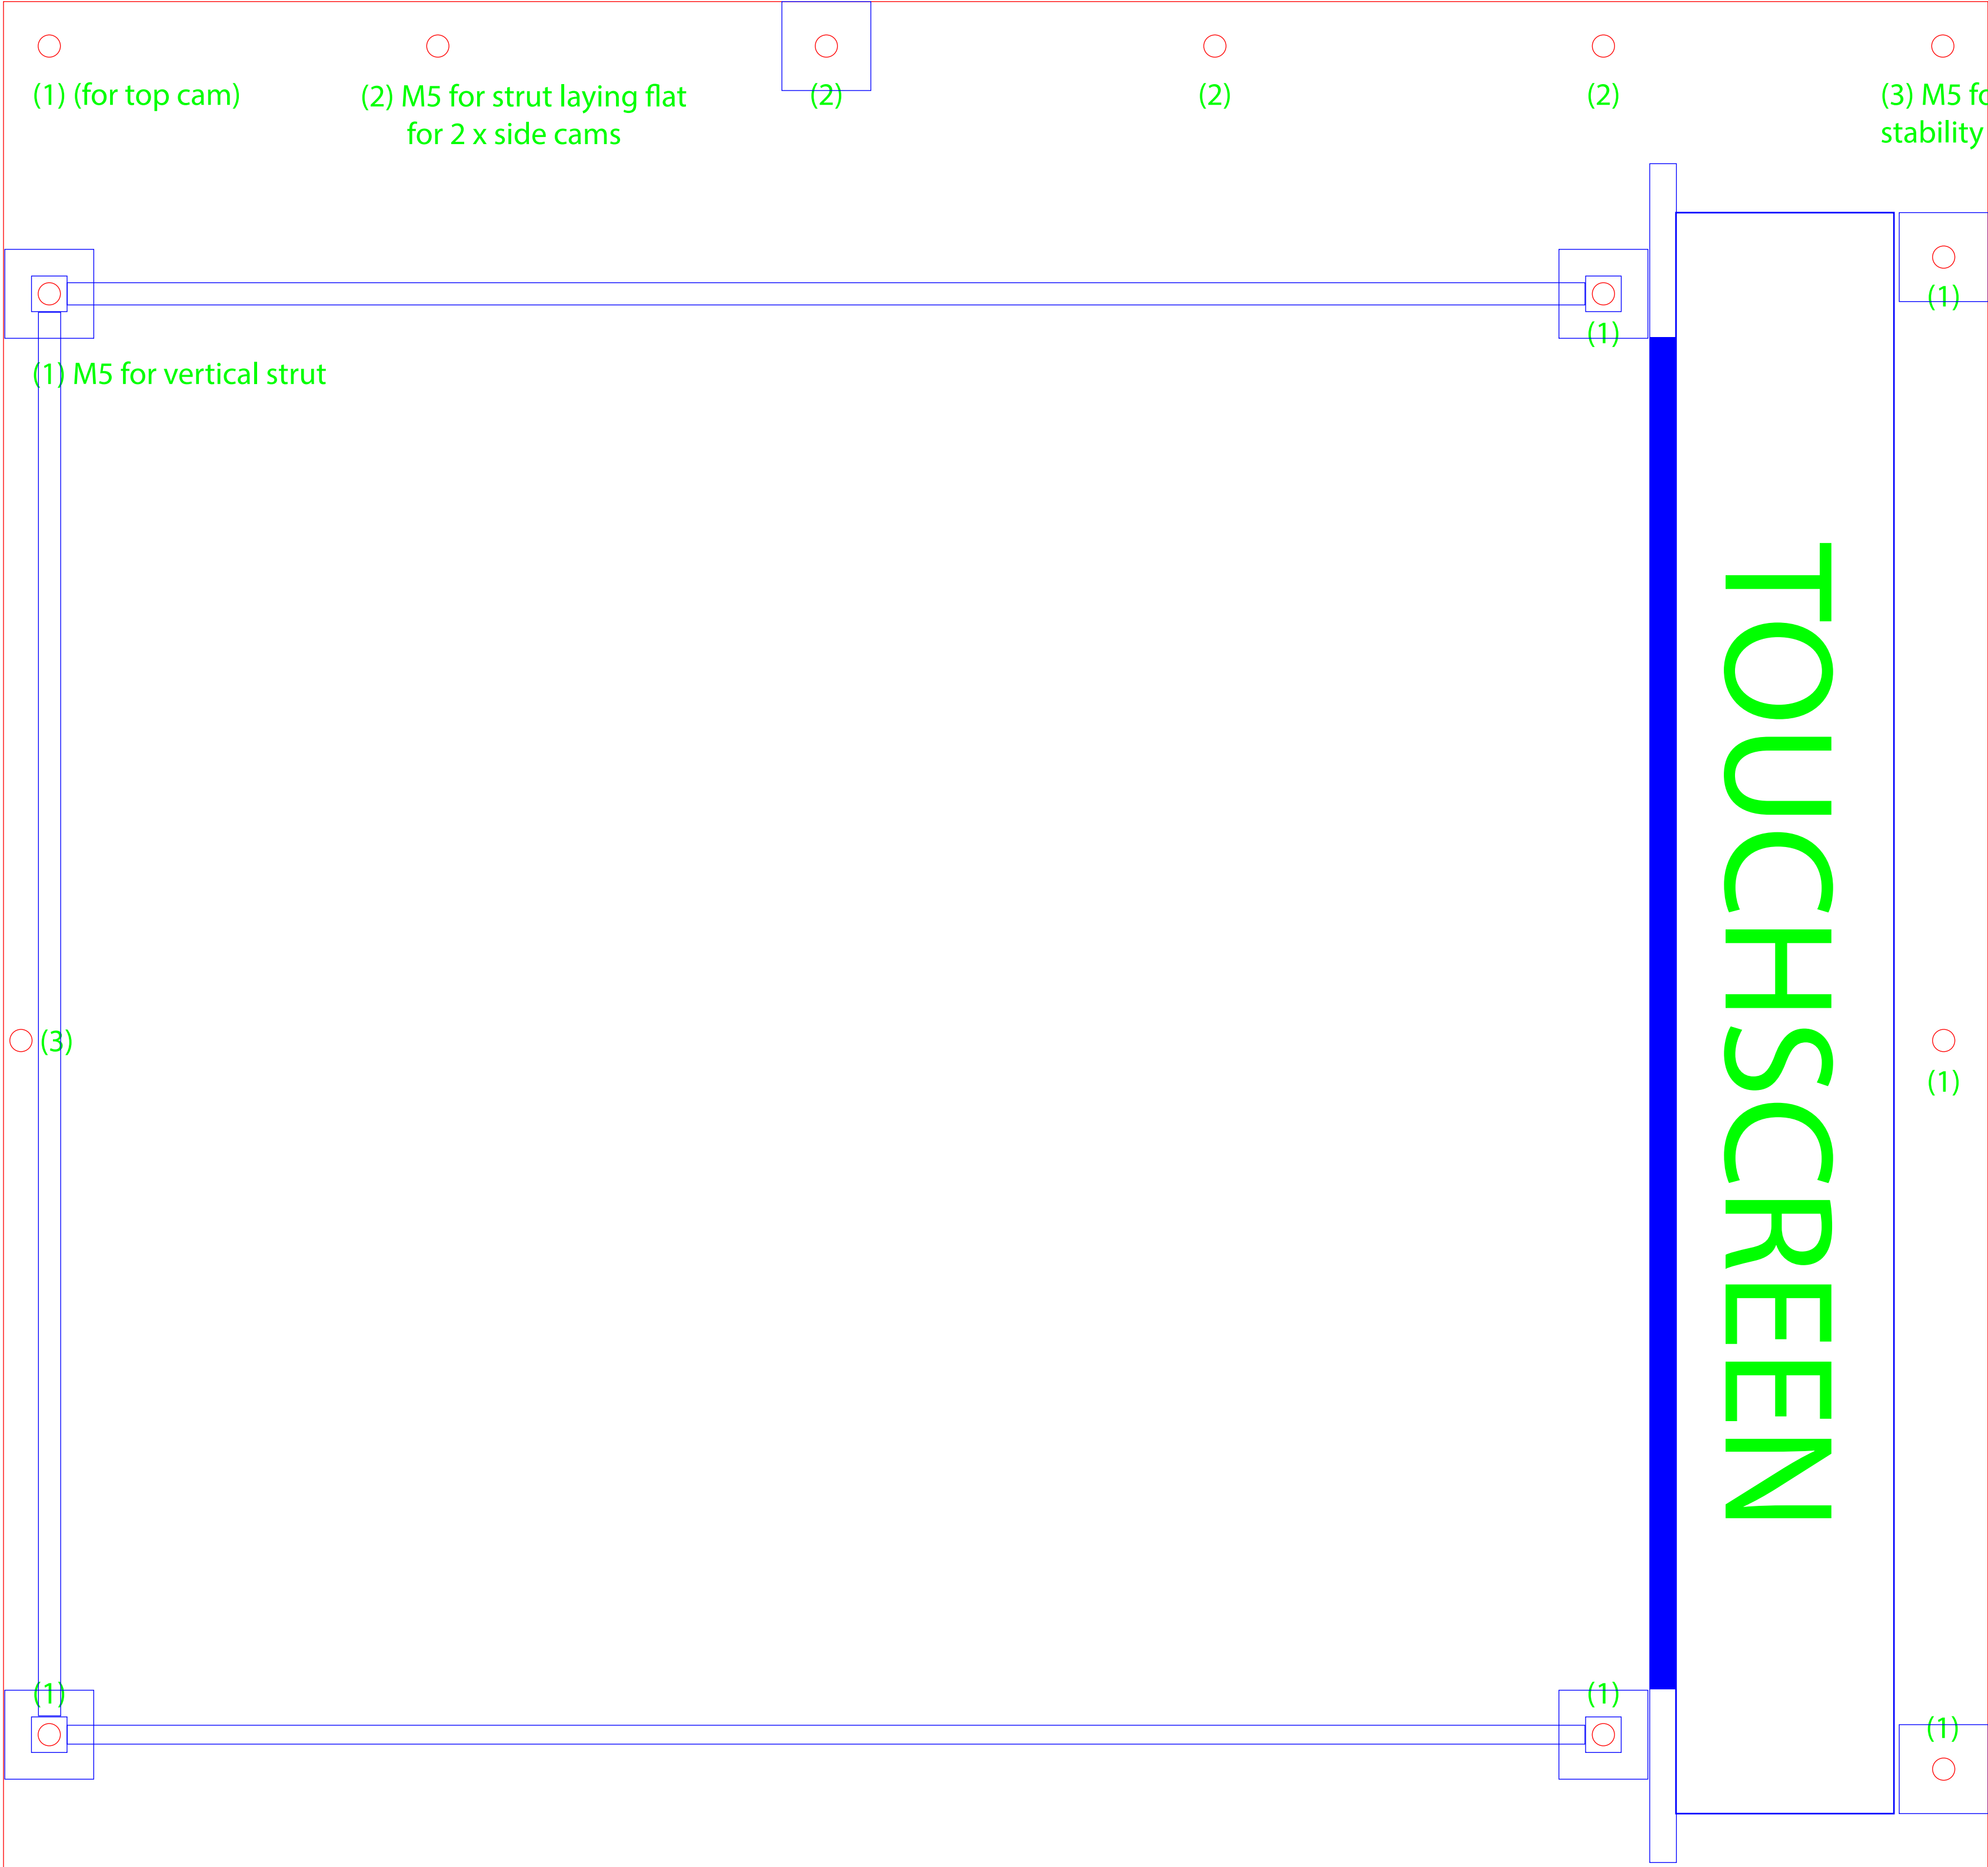 (1) (for top cam)
(2) M5 for strut laying flat
for 2 x side cams
(2)
(2)
(2)
(3) M5
stability
(1)
(1)
(1) M5 for vertical strut
TOUCHSCREEN
(3)
(1)
(1)
(1)
(1)